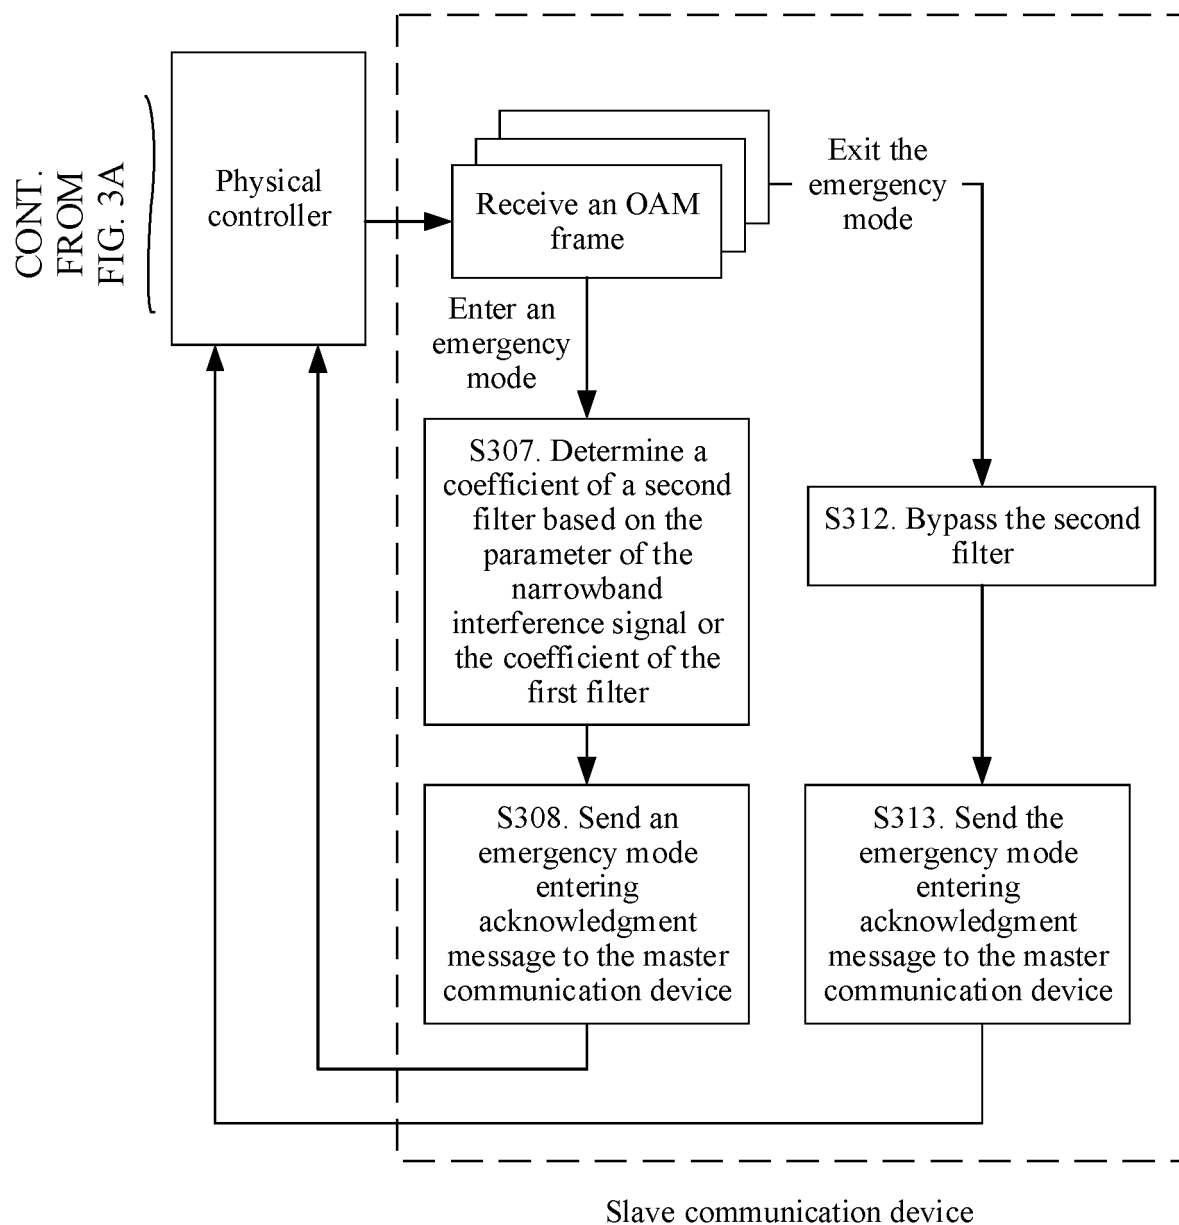 CONT.
FROM
FIG. 3A
Physical
controller
Receive an OAM
frame
Exit the
emergency
mode
Enter an
emergency
mode
S307. Determine a
coefficient of a second
filter based on the
parameter of the
narrowband
interference signal or
the coefficient of the
first filter
S312. Bypass the second
filter
S308. Send an
emergency mode
entering
acknowledgment
message to the master
communication device
S313. Send the
emergency mode
entering
acknowledgment
message to the master
communication device
Slave communication device